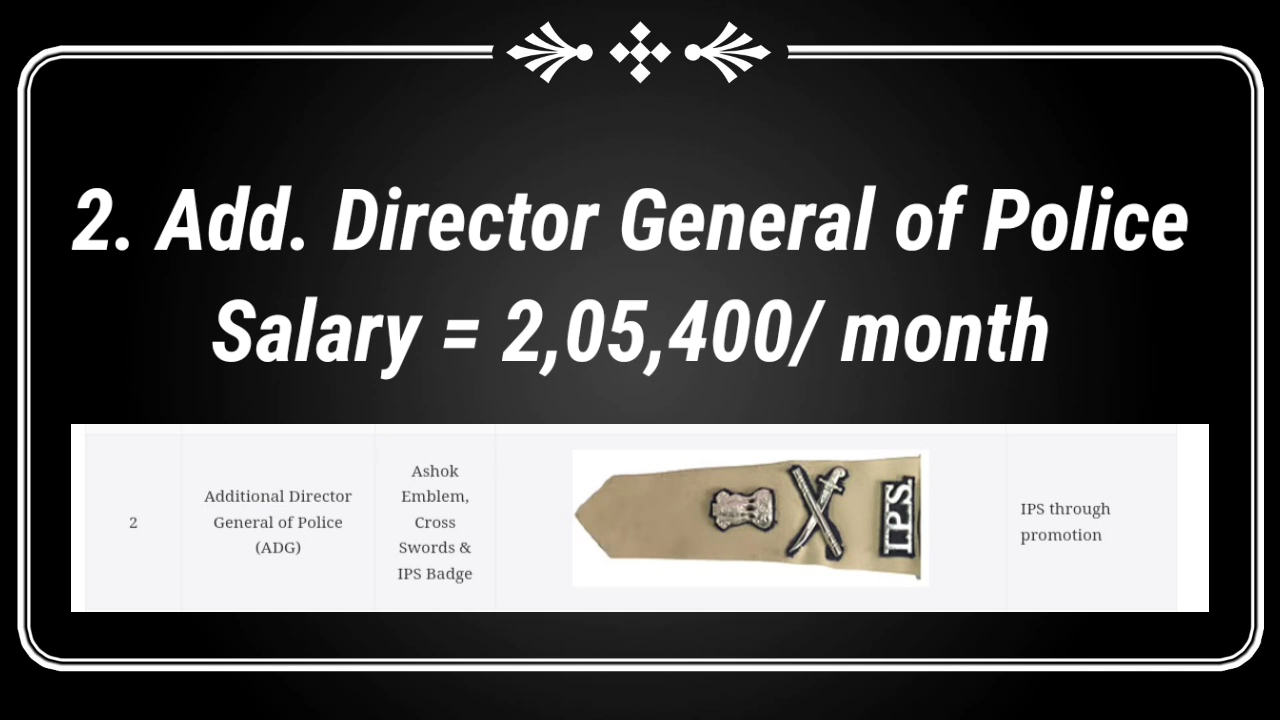 2. Add. Director General of Police
Salary = 2,05,400/ month
2
Additional Director
General of Police
(ADG)
Ashok
Emblem,
Cross
Swords &
IPS Badge
I.P.S.
IPS through
promotion